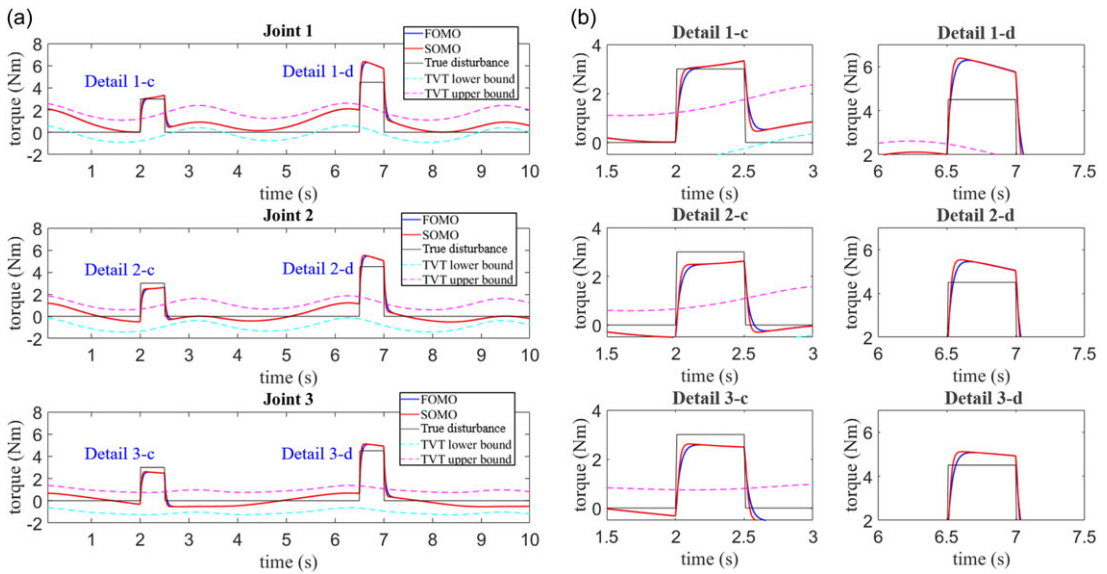 (a)
Joint 1
torque (Nm)
8
6
4
2
0
-2
Detail 1-c
Detail 1-d
FOMO
SOMO
True disturbance
TVT lower bound
TVT upper bound
1 2 3 4 5 6 7 8 9 10
time (s)
Joint 2
torque (Nm)
8
6
4
2
0
-2
Detail 2-c
Detail 2-d
FOMO
SOMO
True disturbance
TVT lower bound
TVT upper bound
1 2 3 4 5 6 7 8 9 10
time (s)
Joint 3
torque (Nm)
8
6
4
2
0
-2
Detail 3-c
Detail 3-d
FOMO
SOMO
True disturbance
TVT lower bound
TVT upper bound
1 2 3 4 5 6 7 8 9 10
time (s)
(b)
Detail 1-c
torque (Nm)
4
2
0
1.5 2 2.5 3
time (s)
Detail 1-d
torque (Nm)
6
4
2
6 6.5 7 7.5
time (s)
Detail 2-c
torque (Nm)
4
2
0
1.5 2 2.5 3
time (s)
Detail 2-d
torque (Nm)
6
4
2
6 6.5 7 7.5
time (s)
Detail 3-c
torque (Nm)
4
2
0
1.5 2 2.5 3
time (s)
Detail 3-d
torque (Nm)
6
4
2
6 6.5 7 7.5
time (s)